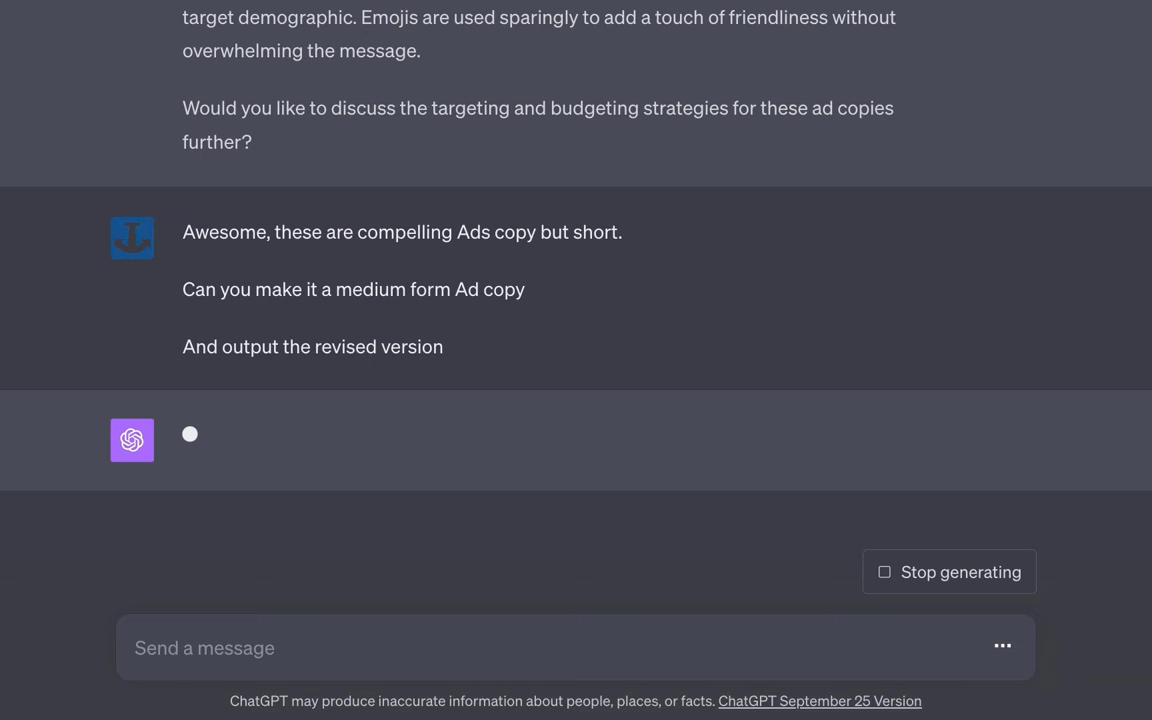 target demographic. Emojis are used sparingly to add a touch of friendliness without
overwhelming the message.
Would you like to discuss the targeting and budgeting strategies for these ad copies
further?
Awesome, these are compelling Ads copy but short.
Can you make it a medium form Ad copy
And output the revised version
Stop generating
Send a message
ChatGPT may produce inaccurate information about people, places, or facts. ChatGPT September 25 Version